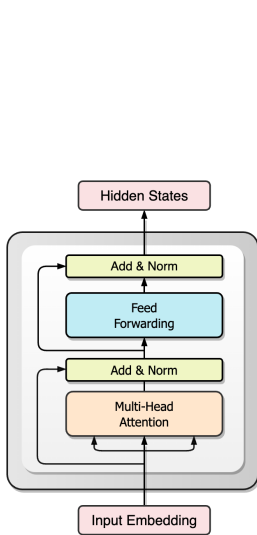 Hidden States
Add & Norm
Feed
Forwarding
Add & Norm
Multi-Head
Attention
Input Embedding